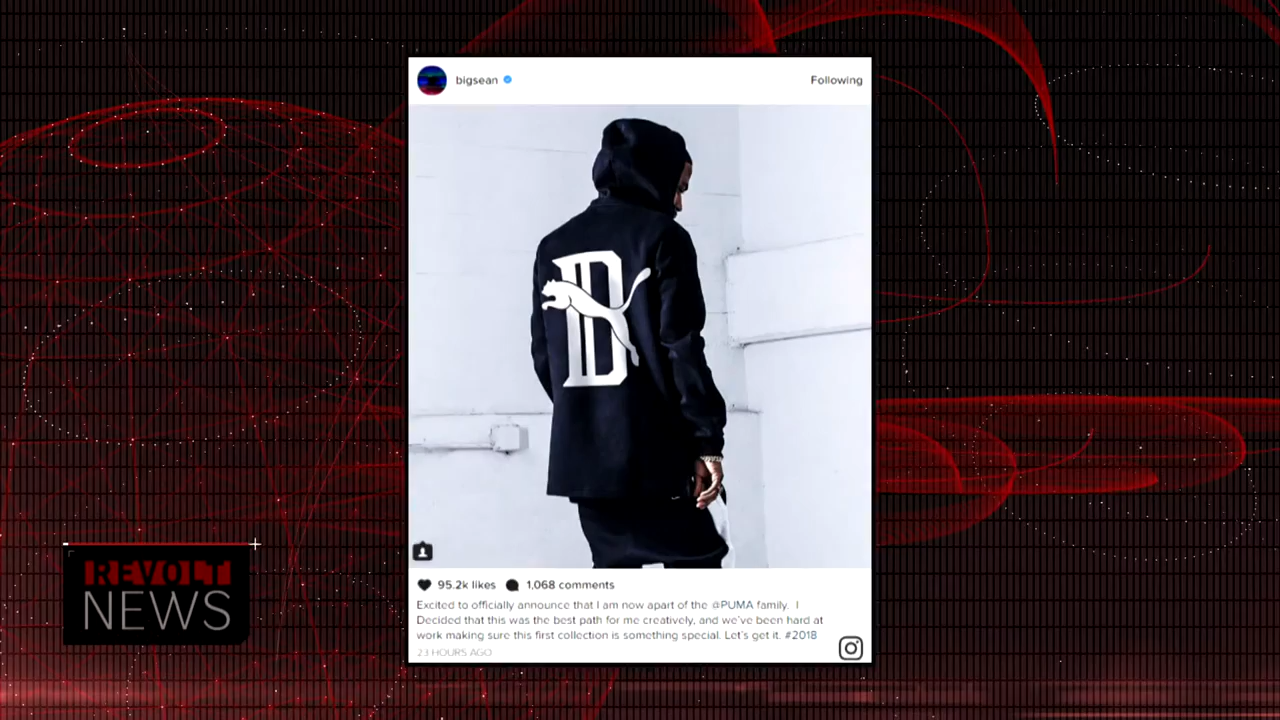 bigsean
Following
D
95.2k likes 1,068 comments
Excited to officially announce that I am now apart of the @PUMA family. I
Decided that this was the best path for me creatively, and we've been hard at
work making sure this first collection is something special. Let's get it. #2018
23 HOURS AGO
REVOLT
NEWS